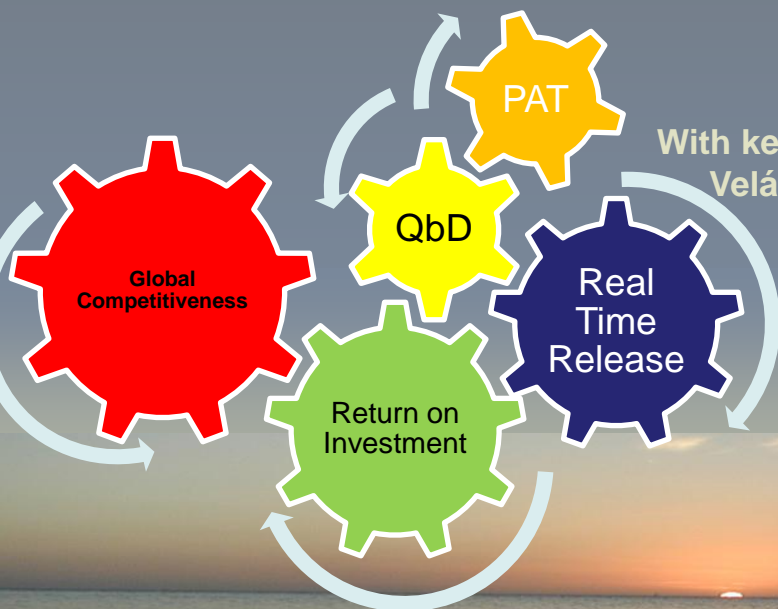 PAT
With ke
Velá
QbD
Global
Competitiveness
Real
Time
Release
Return on
Investment